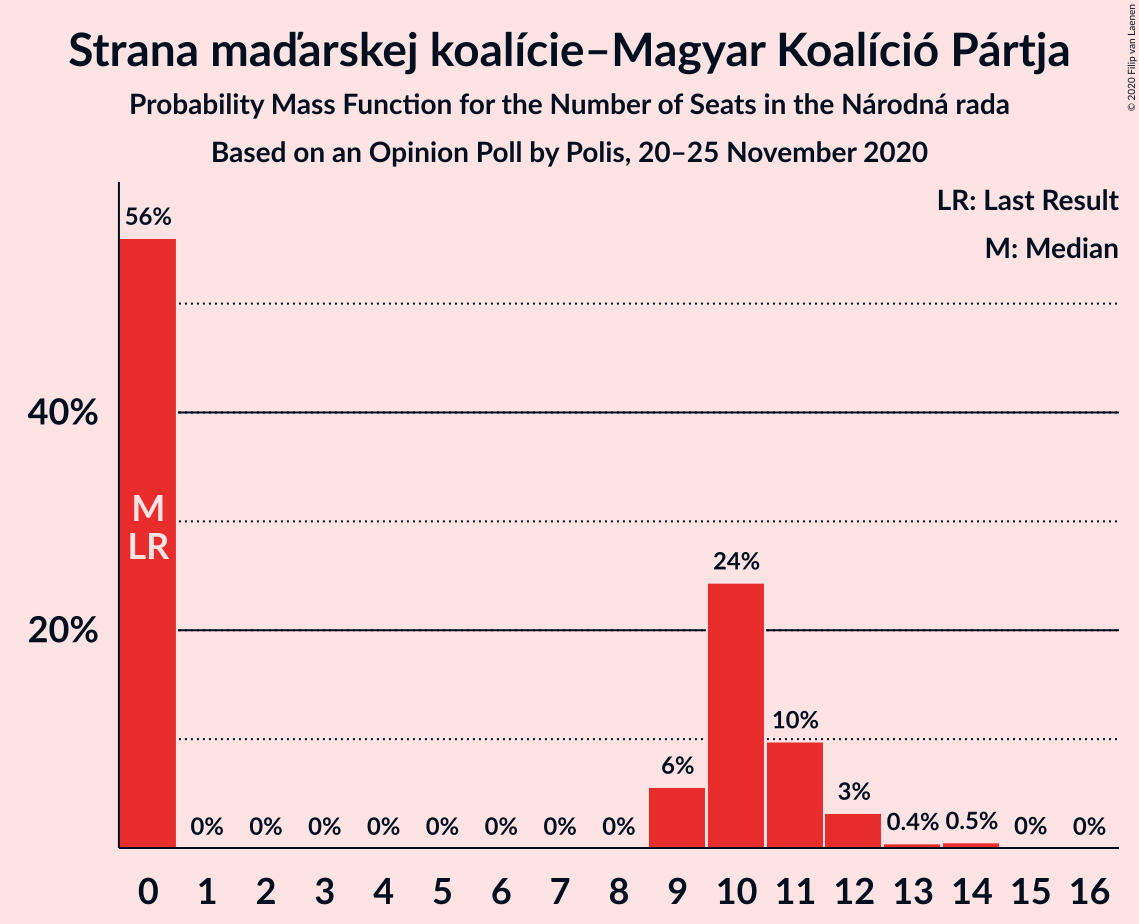 Strana maďarskej koalície–Magyar Koalíció Pártja
Probability Mass Function for the Number of Seats in the Národná rada
Based on an Opinion Poll by Polis, 20–25 November 2020
© 2020 Filip van Laenen
LR: Last Result
M: Median
56%
40%
M
LR
24%
20%
10%
6%
3%
0% 0% 0% 0% 0% 0% 0% 0% 0.4% 0.5% 0% 0%
0 1 2 3 4 5 6 7 8 9 10 11 12 13 14 15 16